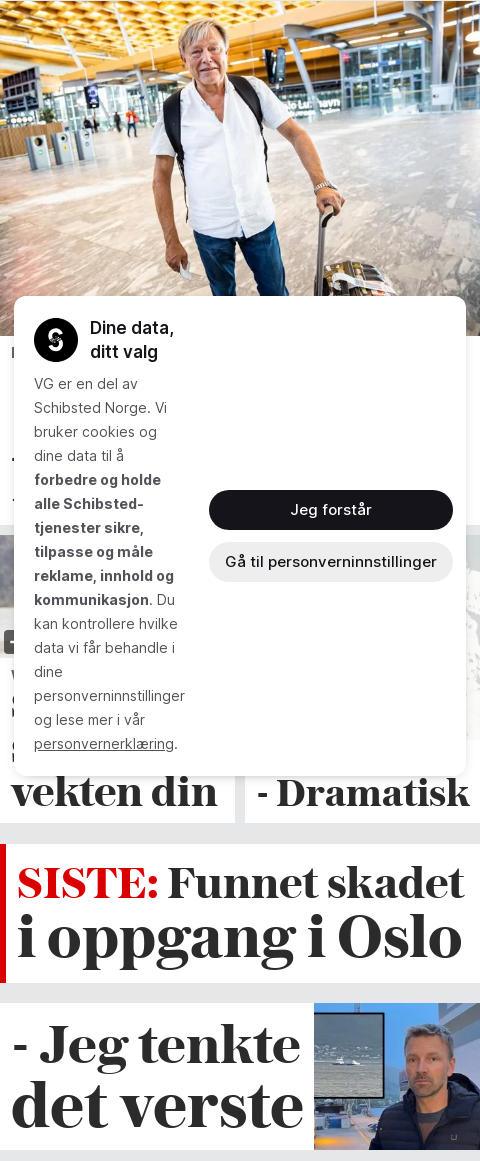 Dine data,
ditt valg
VG er en del av
Schibsted Norge. Vi
bruker cookies og
dine data til å
forbedre og holde
alle Schibsted-
tjenester sikre,
tilpasse og måle
reklame, innhold og
kommunikasjon. Du
kan kontrollere hvilke
data vi får behandle i
dine
personverninnstillinger
og lese mer i vår
personvernerklæring.
Jeg forstår
Gå til personverninnstillinger
vekten din
- Dramatisk
SISTE: Funnet skadet
i oppgang i Oslo
- Jeg tenkte
det verste